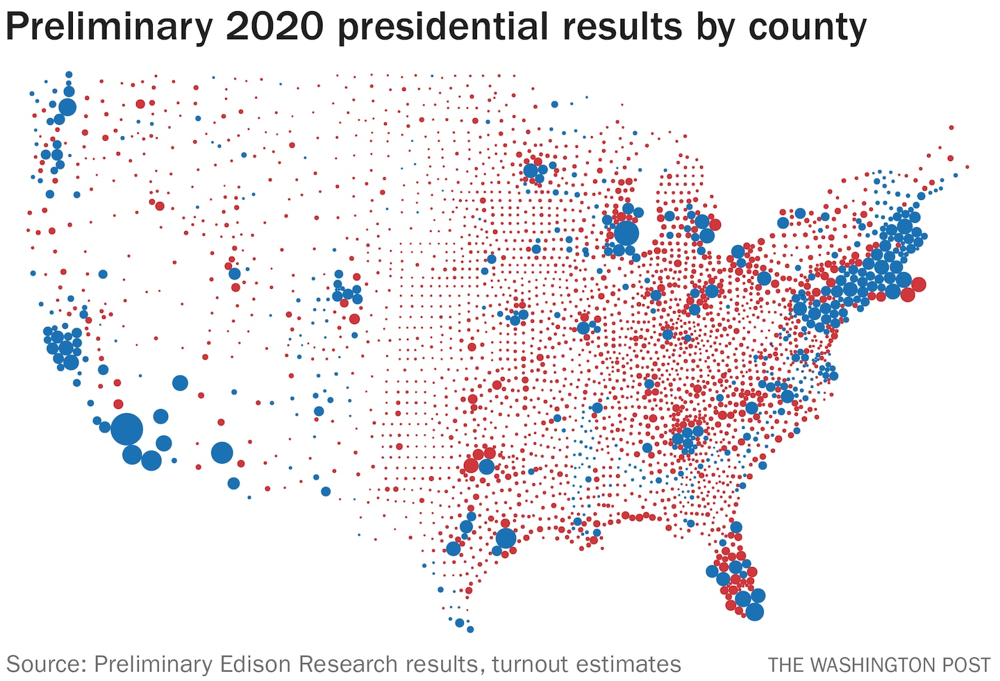 Preliminary 2020 presidential results by county
Source: Preliminary Edison Research results, turnout estimates
THE WASHINGTON POST